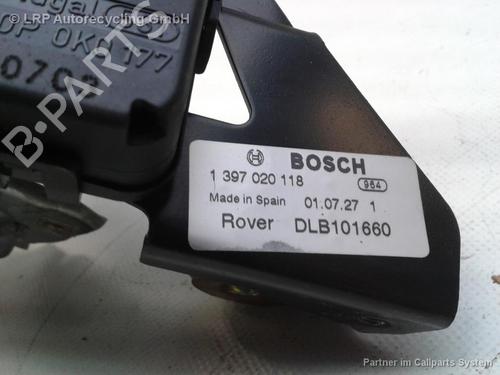 LRP Autorecycling GmbH
B-PARTS
BOSCH
1 397 020 118
964
Made in Spain 01.07.27 1
Rover DLB101660
Partner im Callparts System